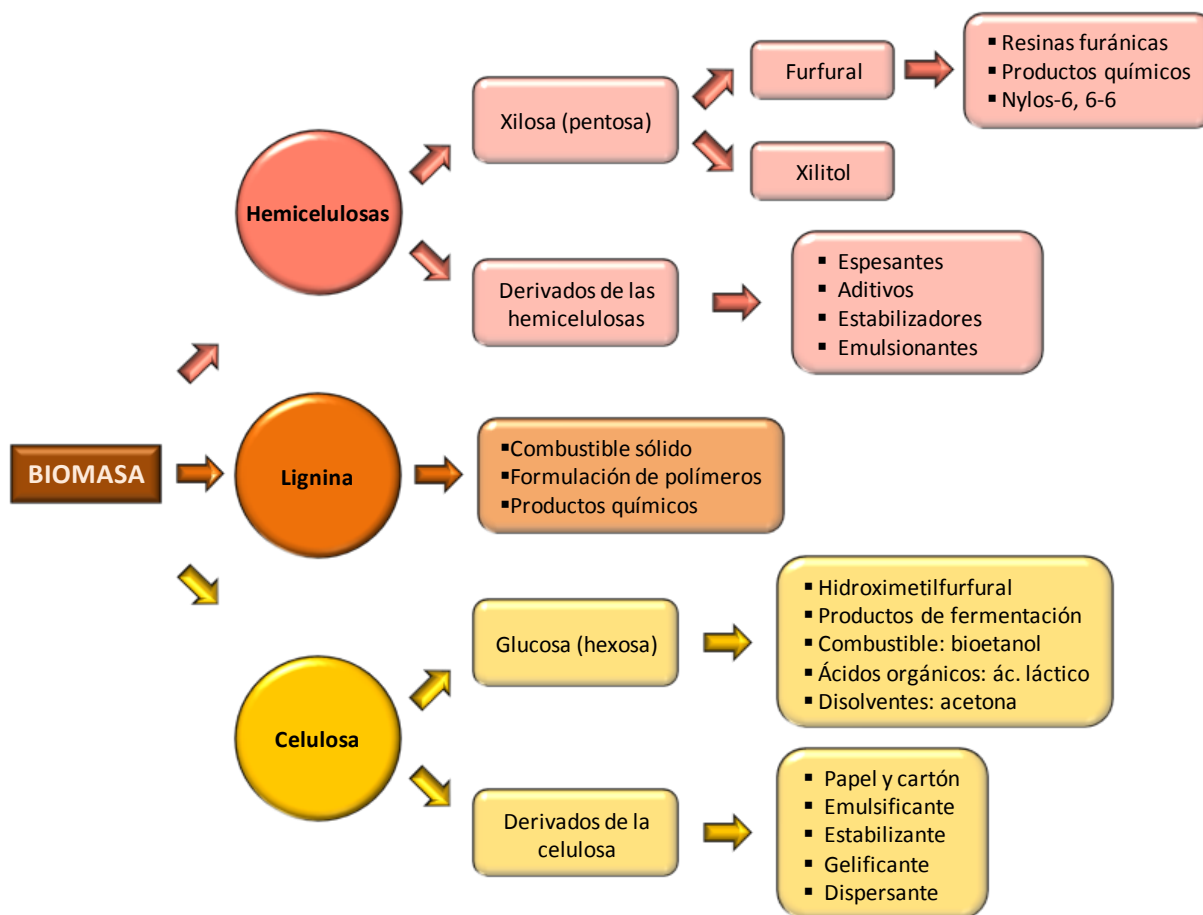 BIOMASA
Hemicelulosas
Xilosa (pentosa)
Furfural
▪ Resinas furánicas
▪ Productos químicos
▪ Nylos-6, 6-6
Xilitol
Derivados de las
hemicelulosas
▪ Espesantes
▪ Aditivos
▪ Estabilizadores
▪ Emulsionantes
Lignina
▪Combustible sólido
▪Formulación de polímeros
▪Productos químicos
Celulosa
Glucosa (hexosa)
▪ Hidroximetilfurfural
▪ Productos de fermentación
▪ Combustible: bioetanol
▪ Ácidos orgánicos: ác. láctico
▪ Disolventes: acetona
Derivados de la
celulosa
▪ Papel y cartón
▪ Emulsificante
▪ Estabilizante
▪ Gelificante
▪ Dispersante